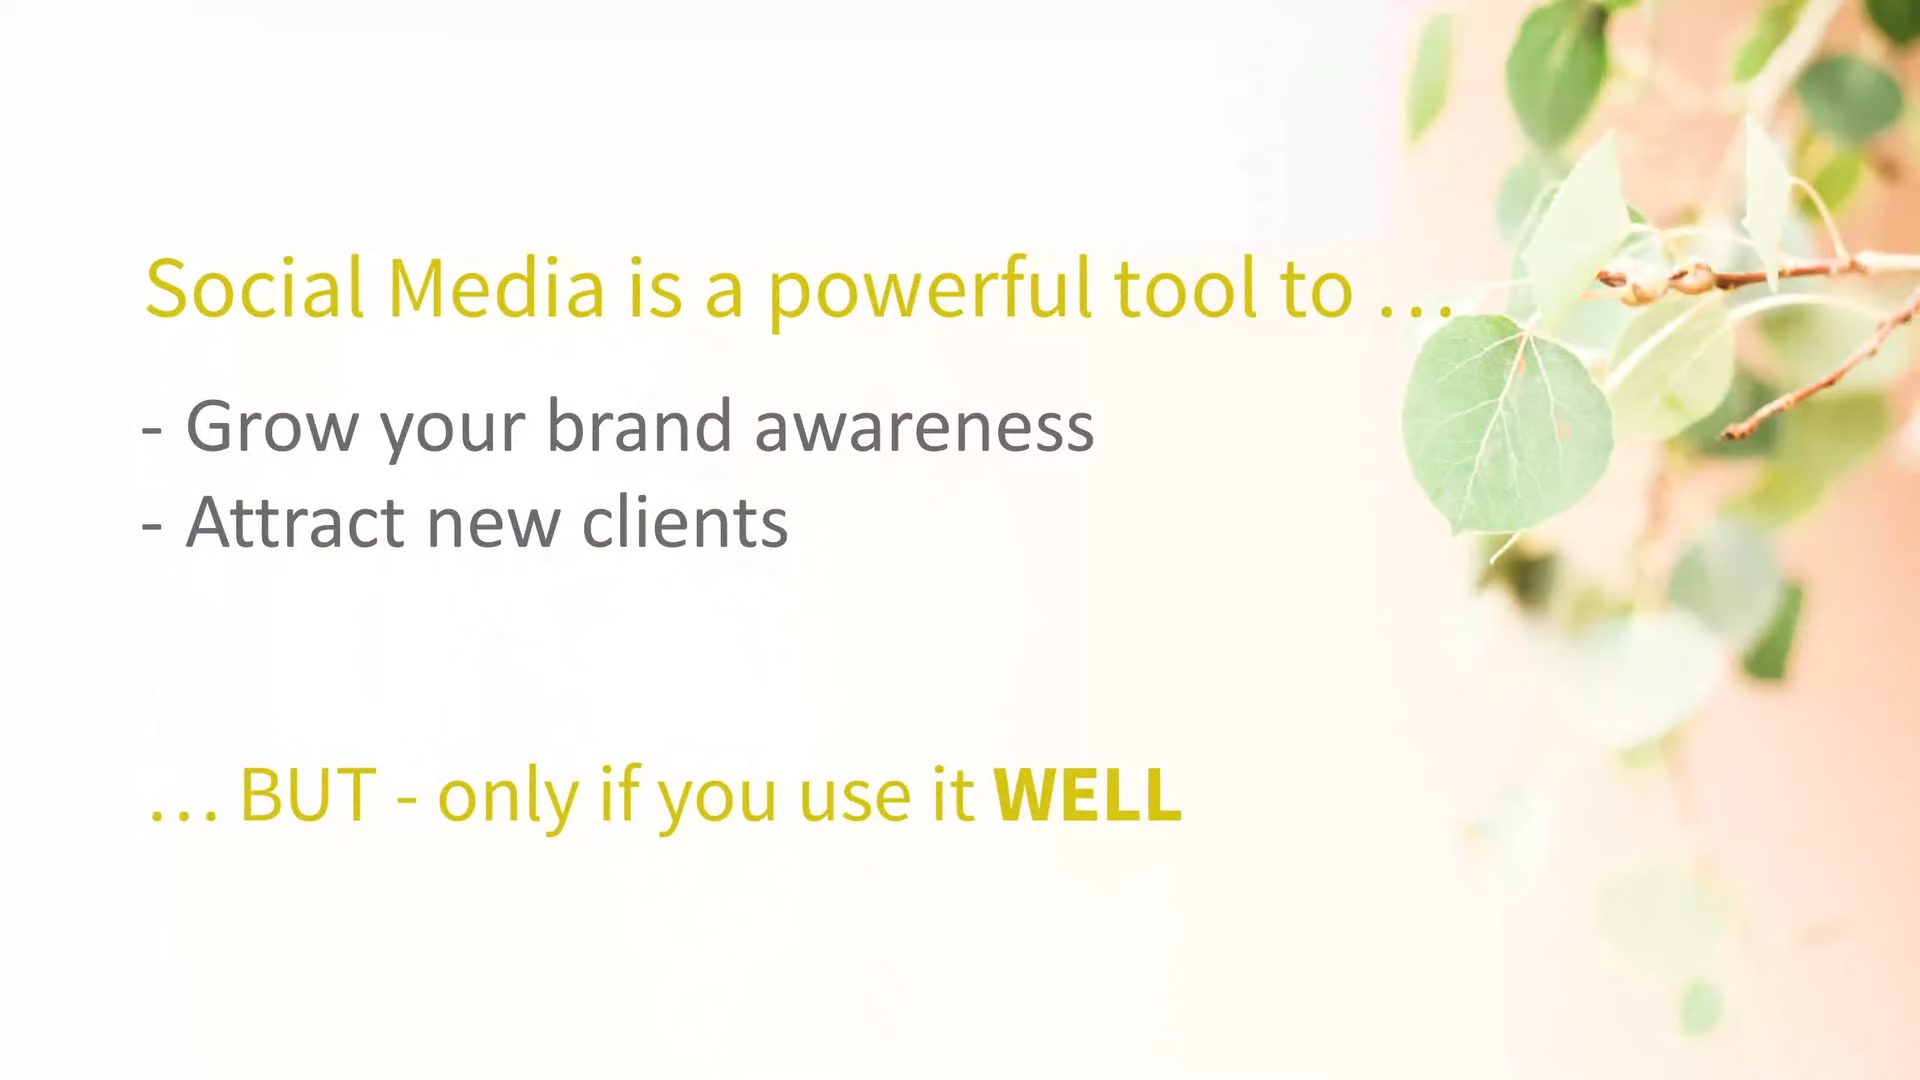 Social Media is a powerful tool to …
- Grow your brand awareness
- Attract new clients
… BUT - only if you use it WELL